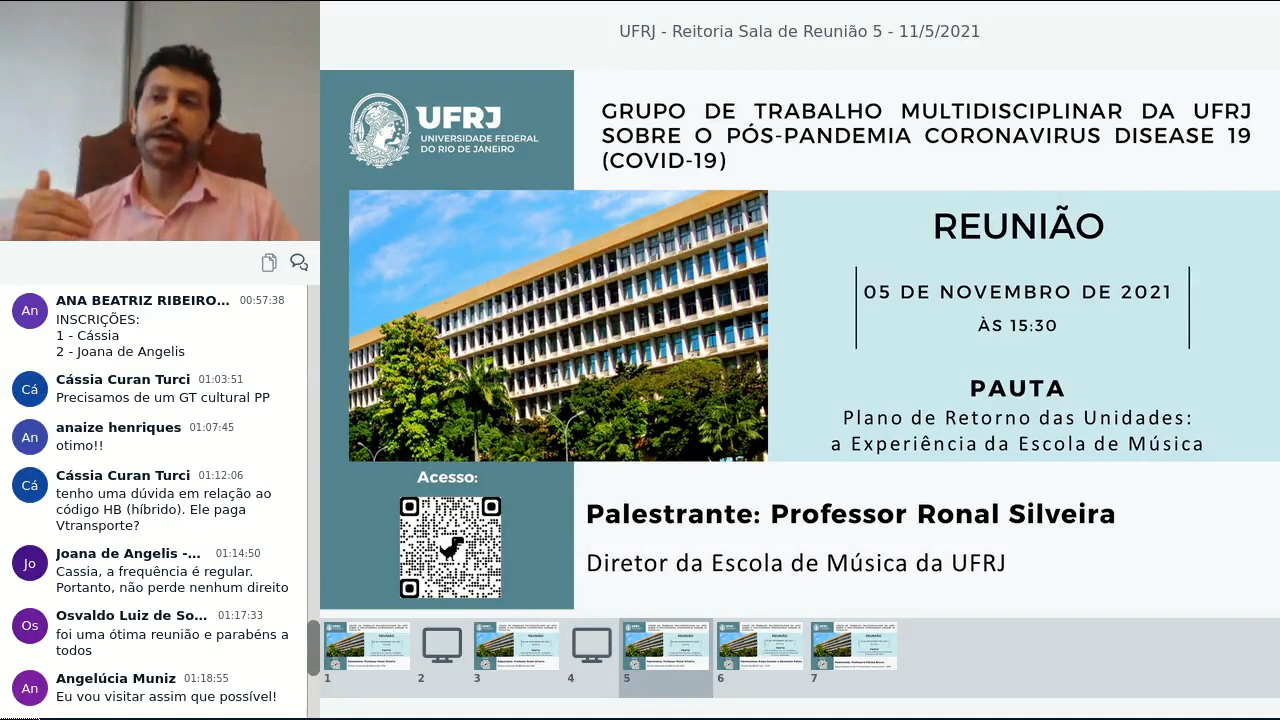 UFRJ - Reitoria Sala de Reunião 5 - 11/5/2021
UFRJ
UNIVERSIDADE FEDERAL
DO RIO DE JANEIRO
GRUPO DE TRABALHO MULTIDISCIPLINAR DA UFRJ
SOBRE O PÓS-PANDEMIA CORONAVIRUS DISEASE 19
(COVID-19)
REUNIÃO
05 DE NOVEMBRO DE 2021
ÀS 15:30
PAUTA
Plano de Retorno das Unidades:
a Experiência da Escola de Música
Acesso:
Palestrante: Professor Ronal Silveira
Diretor da Escola de Música da UFRJ
An
ANA BEATRIZ RIBEIRO... 00:57:38
INSCRIÇÕES:
1 - Cássia
2 - Joana de Angelis
Cá
Cássia Curan Turci 01:03:51
Precisamos de um GT cultural PP
An
anaize henriques 01:07:45
otimo!!
Cá
Cássia Curan Turci 01:12:06
tenho uma dúvida em relação ao
código HB (híbrido). Ele paga
Vtransporte?
Jo
Joana de Angelis -... 01:14:50
Cassia, a frequência é regular.
Portanto, não perde nenhum direito
Os
Osvaldo Luiz de So... 01:17:33
foi uma ótima reunião e parabéns a
todos
An
Angelúcia Muniz 01:18:55
Eu vou visitar assim que possível!
1 2 3 4 5 6 7